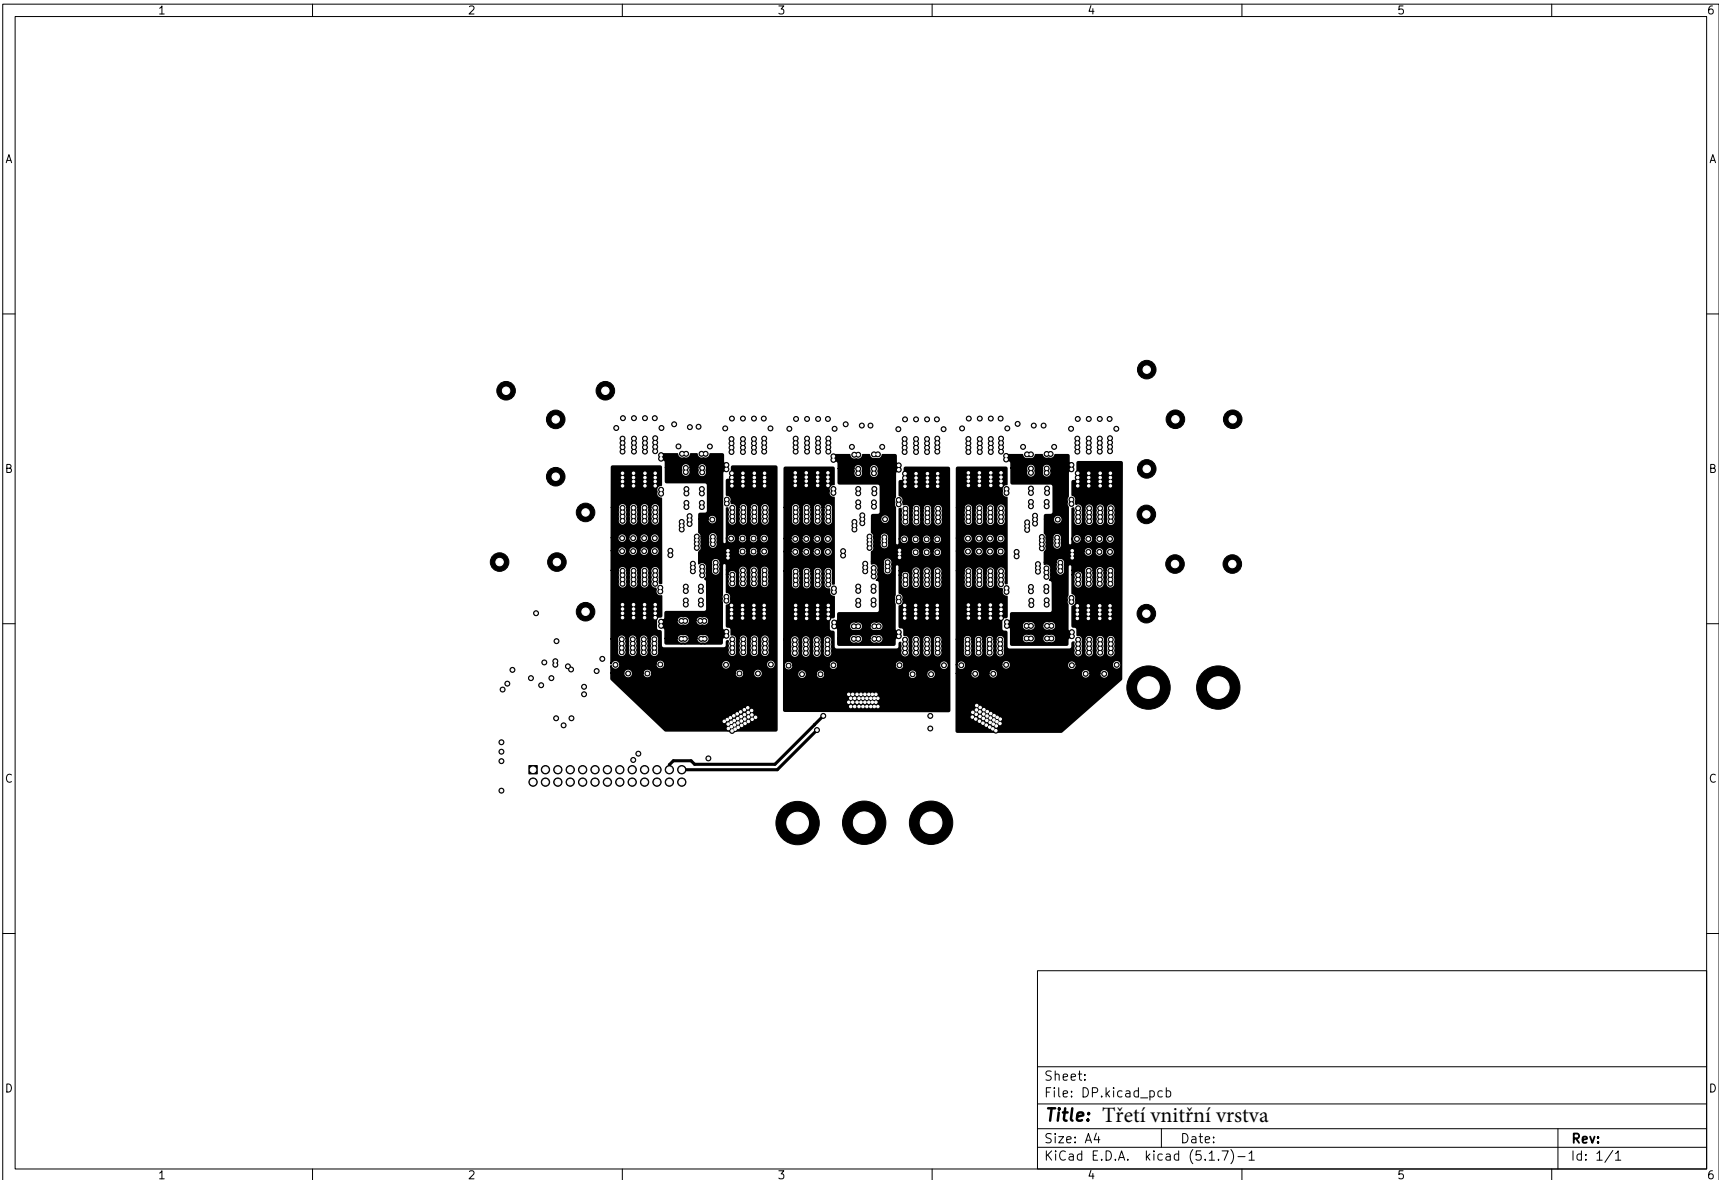 1 2 3 4 5 6
A A
B B
C C
D D
Sheet:
File: DP.kicad_pcb
Title: Třetí vnitřní vrstva
Size: A4 Date: Rev:
KiCad E.D.A. kicad (5.1.7)-1 Id: 1/1
1 2 3 4 5 6